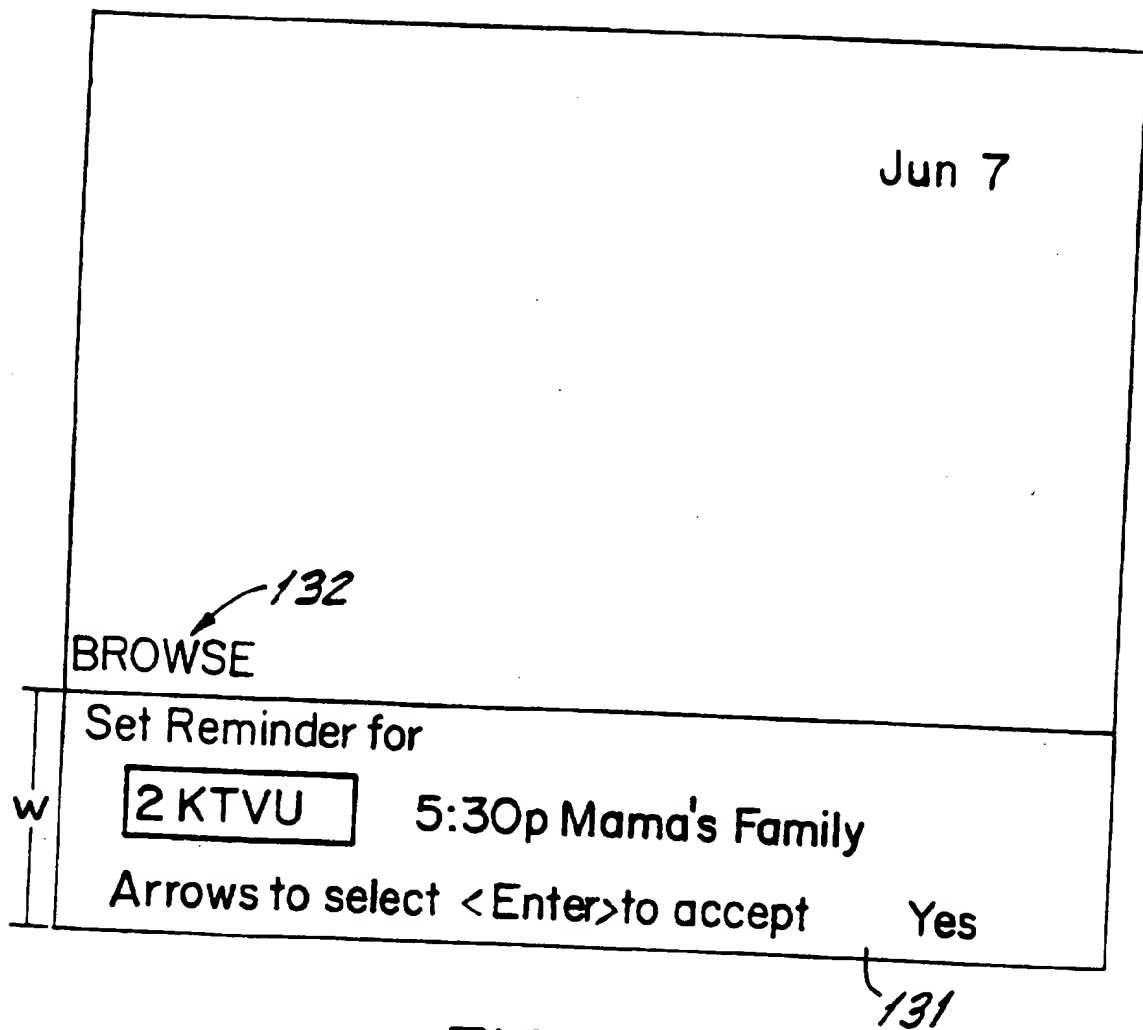 Jun 7
132
BROWSE
Set Reminder for
W
2 KTVU 5:30p Mama's Family
Arrows to select <Enter>to accept Yes
131